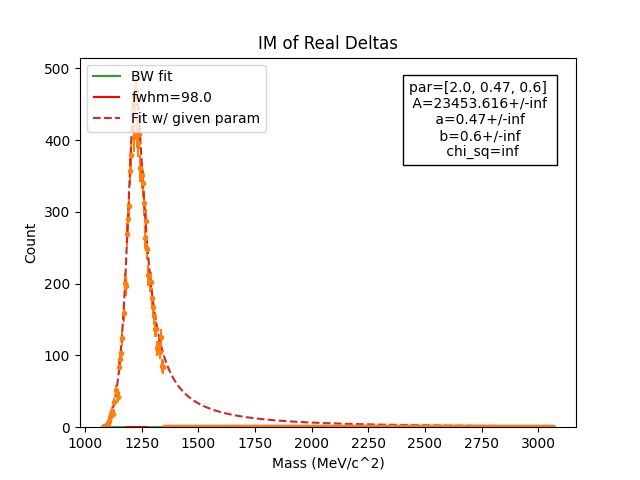 IM of Real Deltas
BW fit
fwhm=98.0
Fit w/ given param
par=[2.0, 0.47, 0.6]
A=23453.616+/-inf
a=0.47+/-inf
b=0.6+/-inf
chi_sq=inf
Count
500
400
300
200
100
0
1000 1250 1500 1750 2000 2250 2500 2750 3000
Mass (MeV/c^2)